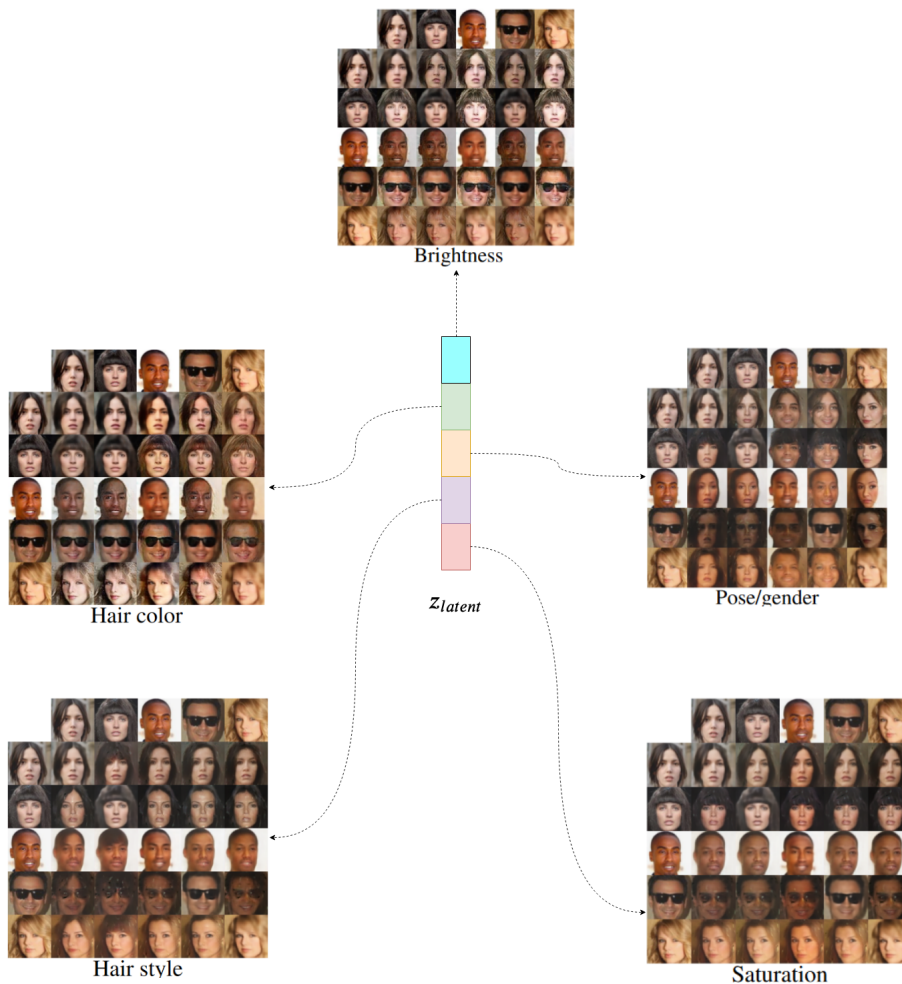 Brightness
Hair color
z_latent
Pose/gender
Hair style
Saturation